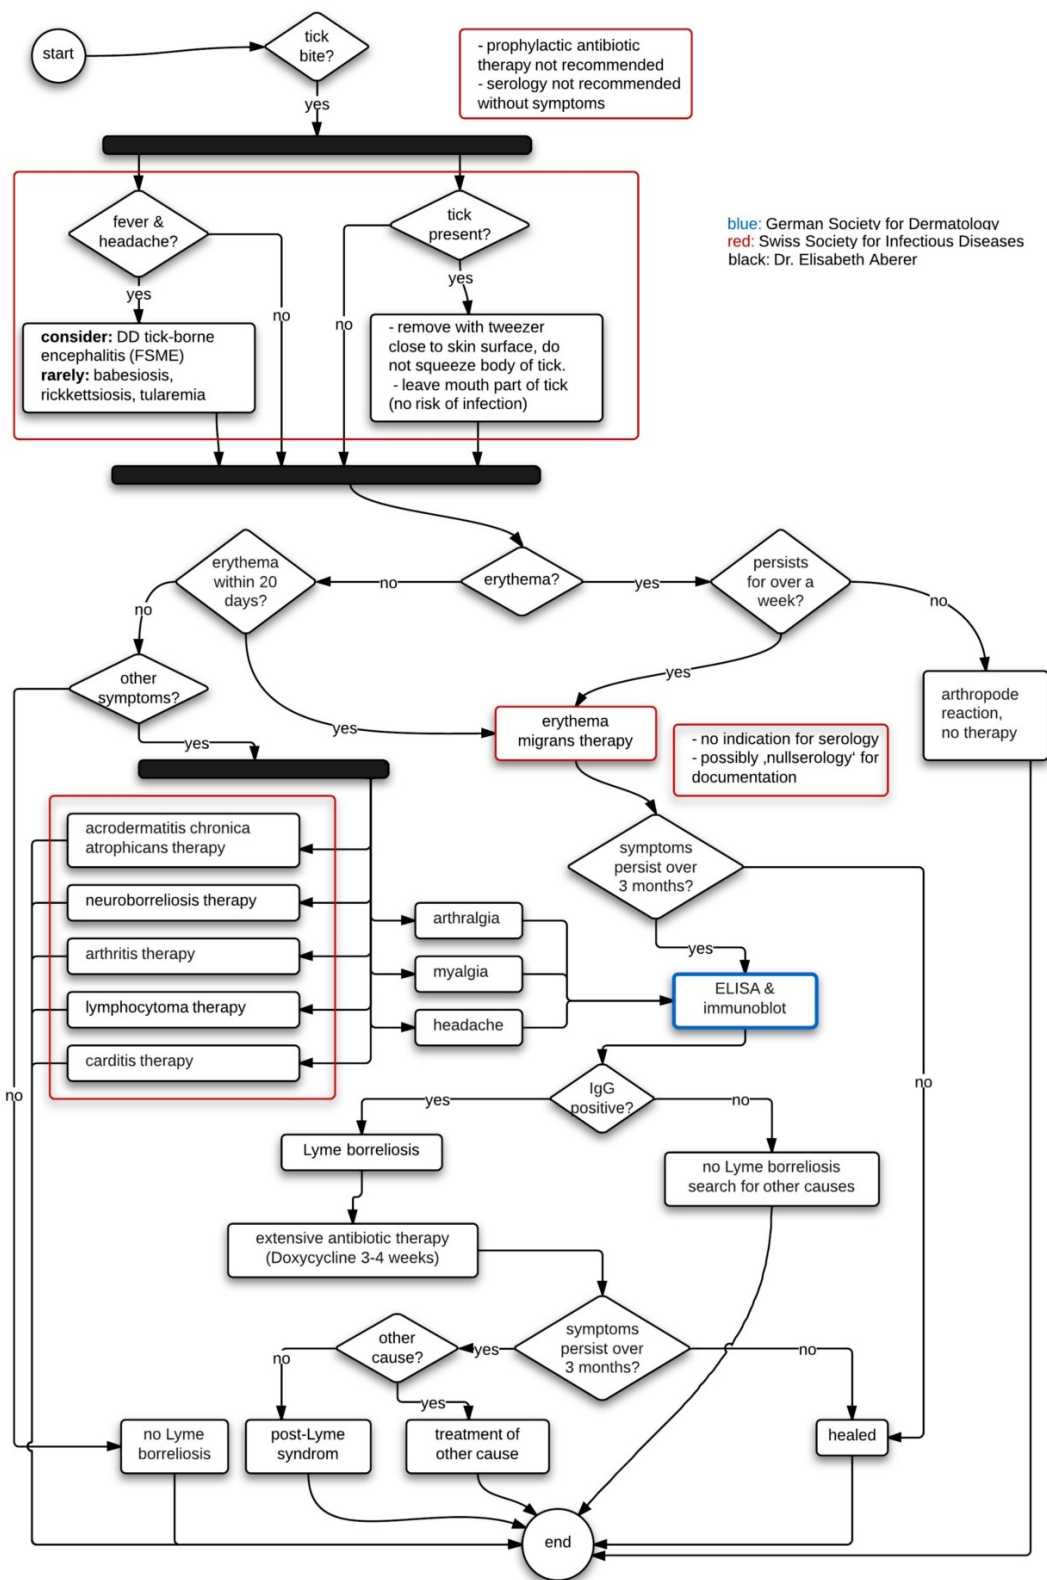 start
tick
bite?
- prophylactic antibiotic
therapy not recommended
- serology not recommended
without symptoms
yes
fever &
headache?
tick
present?
blue: German Society for Dermatology
red: Swiss Society for Infectious Diseases
black: Dr. Elisabeth Aberer
yes
no
no
yes
consider: DD tick-borne
encephalitis (FSME)
rarely: babesiosis,
rickkettsiosis, tularemia
- remove with tweezer
close to skin surface, do
not squeeze body of tick.
- leave mouth part of tick
(no risk of infection)
erythema
within 20
days?
no
erythema?
yes
persists
for over a
week?
no
no
other
symptoms?
yes
yes
yes
erythema
migrans therapy
- no indication for serology
- possibly ‚nullserology‘ for
documentation
arthropode
reaction,
no therapy
acrodermatitis chronica
atrophicans therapy
neuroborreliosis therapy
arthritis therapy
lymphocytoma therapy
carditis therapy
arthralgia
myalgia
headache
symptoms
persist over
3 months?
yes
ELISA &
immunoblot
no
no
IgG
positive?
yes
no
Lyme borreliosis
no Lyme borreliosis
search for other causes
extensive antibiotic therapy
(Doxycycline 3-4 weeks)
symptoms
persist over
3 months?
yes
no
other
cause?
no
yes
no Lyme
borreliosis
post-Lyme
syndrom
treatment of
other cause
healed
end